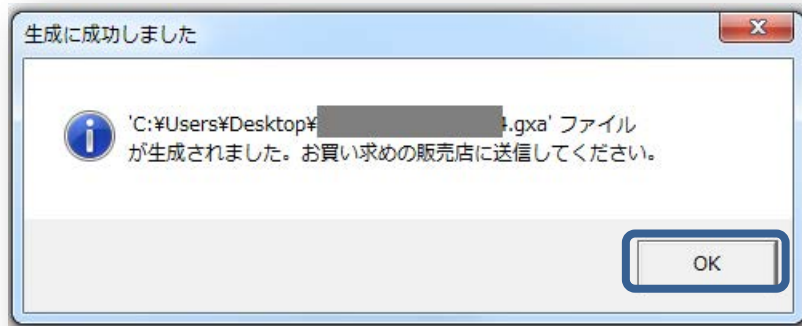 生成に成功しました
'C:¥Users¥Desktop¥ 4.gxa' ファイル
が生成されました。お買い求めの販売店に送信してください。
OK